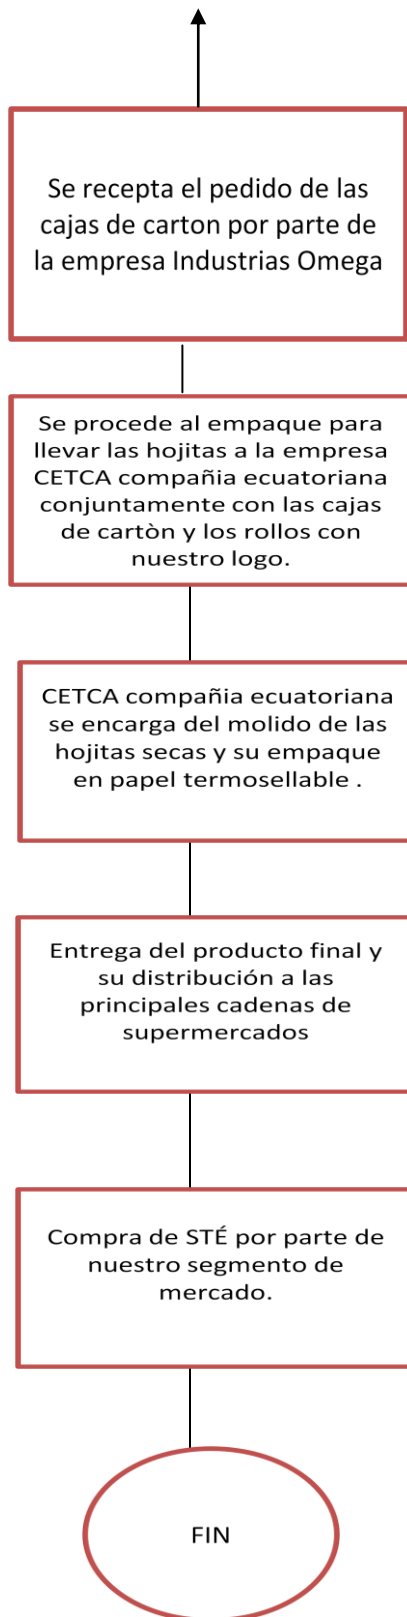 Se recepta el pedido de las
cajas de carton por parte de
la empresa Industrias Omega
Se procede al empaque para
llevar las hojitas a la empresa
CETCA compañia ecuatoriana
conjuntamente con las cajas
de cartòn y los rollos con
nuestro logo.
CETCA compañia ecuatoriana
se encarga del molido de las
hojitas secas y su empaque
en papel termosellable .
Entrega del producto final y
su distribución a las
principales cadenas de
supermercados
Compra de STÉ por parte de
nuestro segmento de
mercado.
FIN